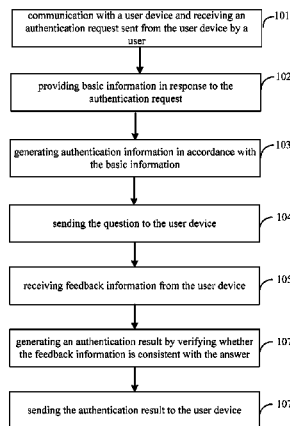 communication with a user device and receiving an
authentication request sent from the user device by a
user
101
providing basic information in response to the
authentication request
102
generating authentication information in accordance with
the basic information
103
sending the question to the user device
104
receiving feedback information from the user device
105
generating an authentication result by verifying whether
the feedback information is consistent with the answer
107
sending the authentication result to the user device
107